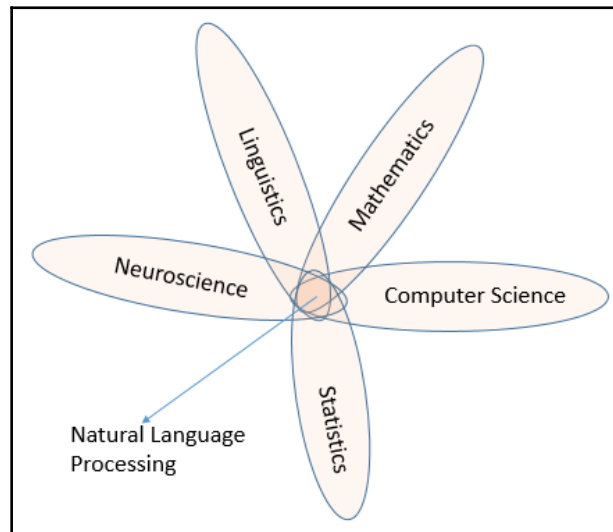 Linguistics
Mathematics
Neuroscience
Computer Science
Statistics
Natural Language
Processing